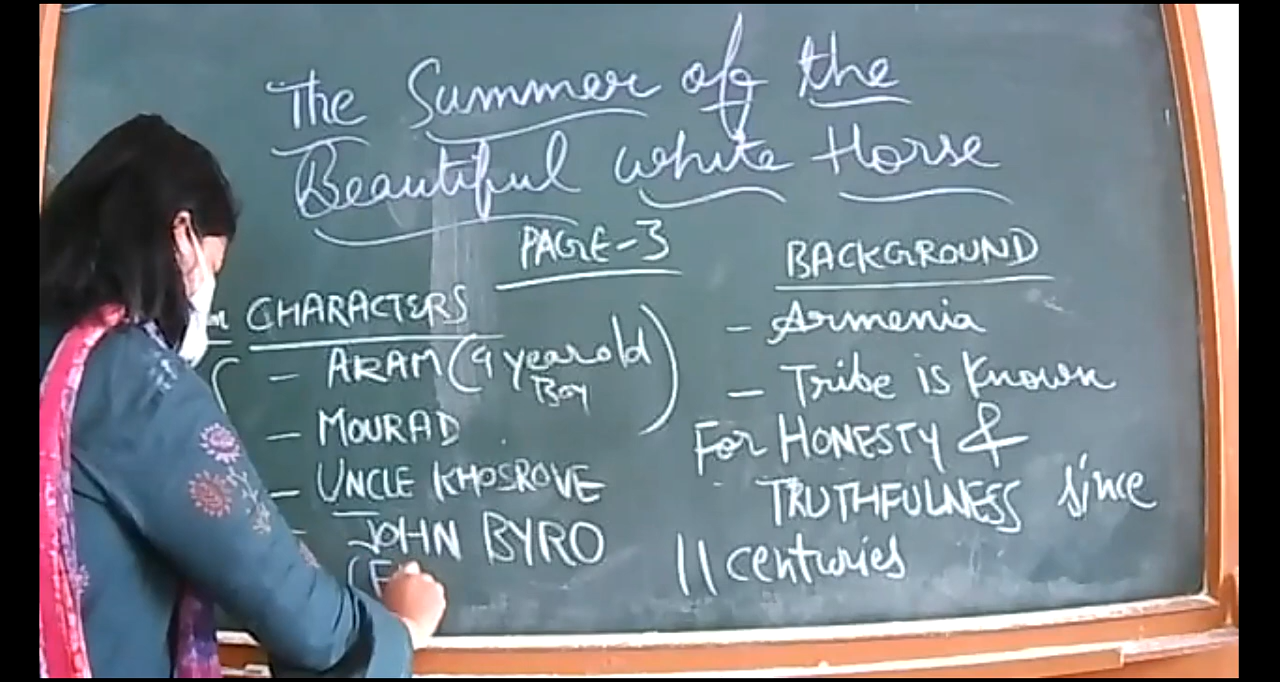 The Summer of the
Beautiful white Horse
PAGE-3
CHARACTERS
- ARAM (9 year old
Boy)
- MOURAD
- UNCLE KHOSROVE
- JOHN BYRO
(F
BACKGROUND
- Armenia
- Tribe is known
For HONESTY &
TRUTHFULNESS since
11 centuries